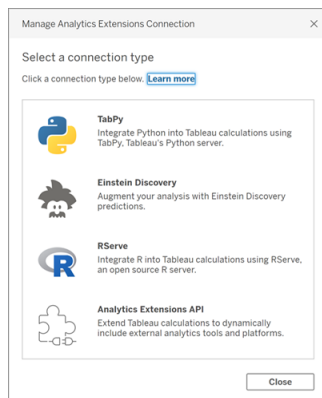 Manage Analytics Extensions Connection
Select a connection type
Click a connection type below. Learn more
TabPy
Integrate Python into Tableau calculations using
TabPy, Tableau's Python server.
Einstein Discovery
Augment your analysis with Einstein Discovery
predictions.
R
RServe
Integrate R into Tableau calculations using RServe,
an open source R server.
Analytics Extensions API
Extend Tableau calculations to dynamically
include external analytics tools and platforms.
Close